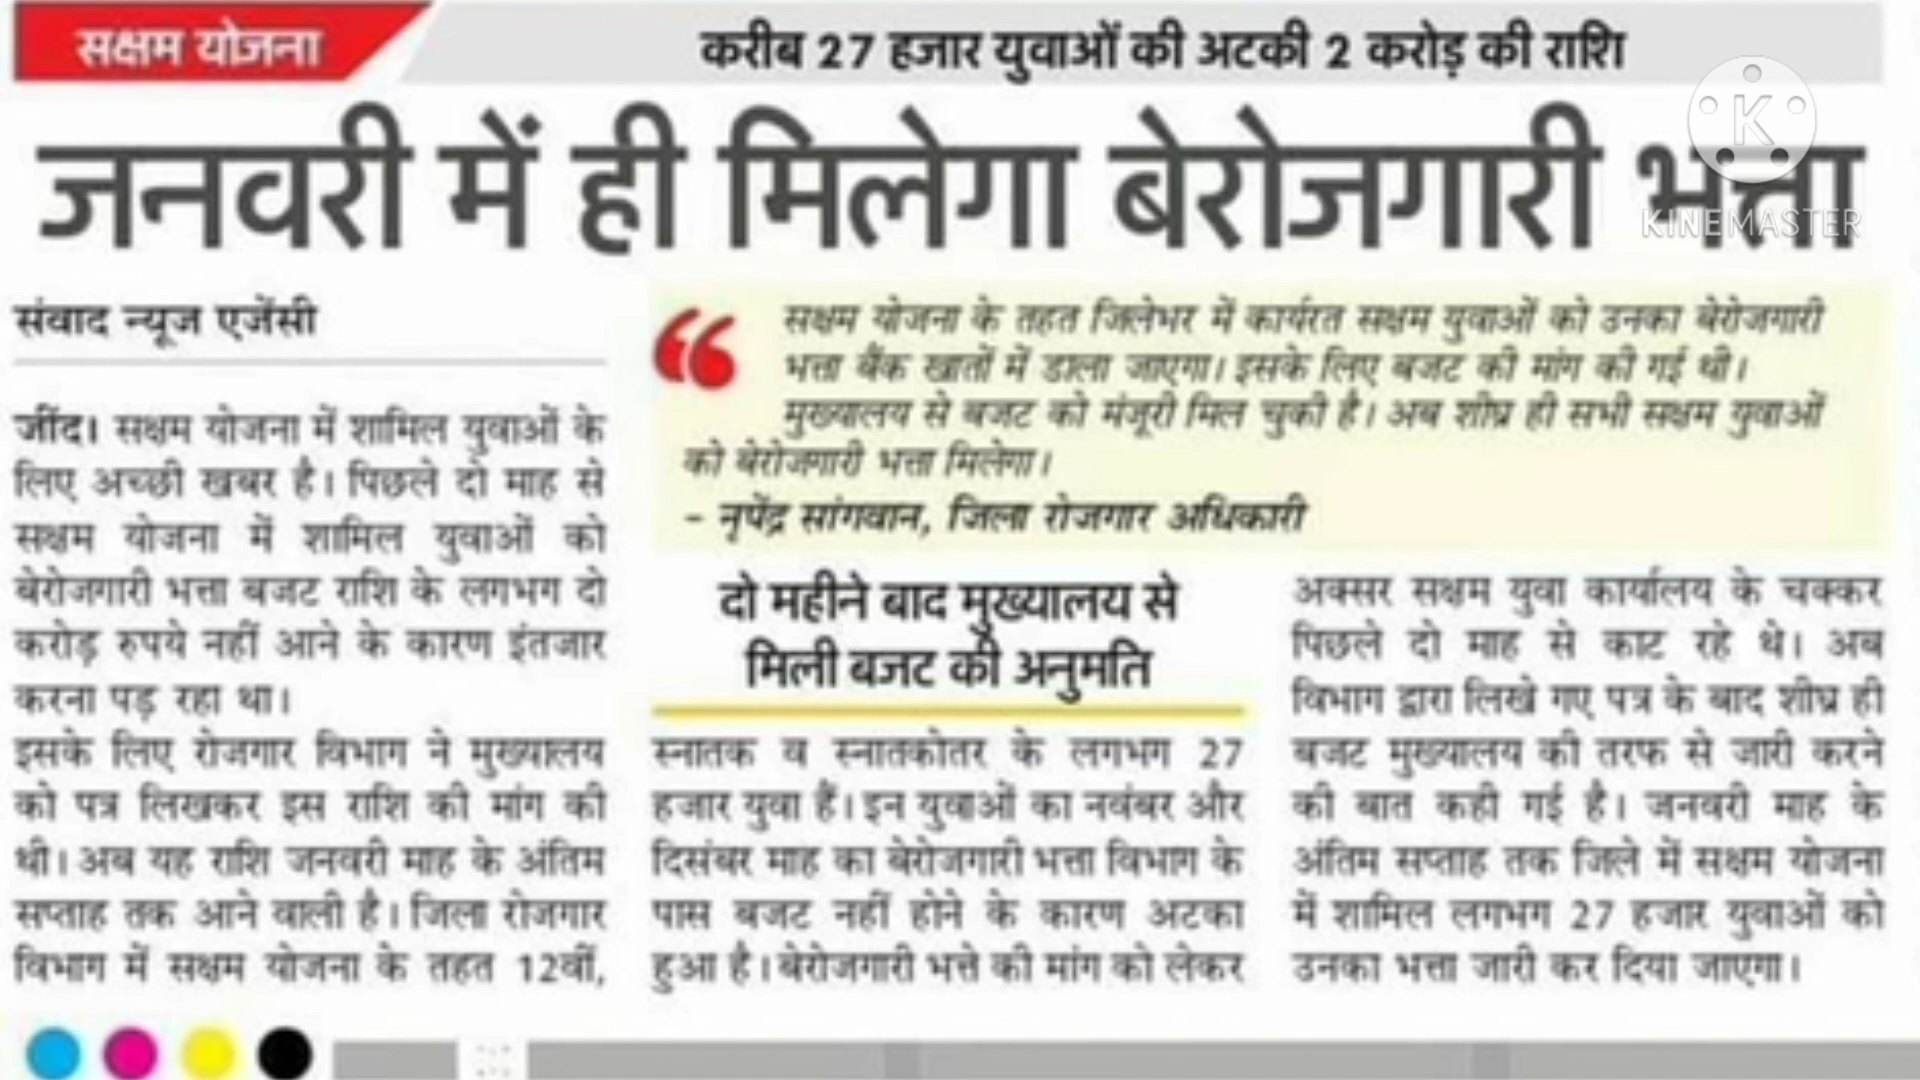 सक्षम योजना
करीब 27 हजार युवाओं की अटकी 2 करोड़ की राशि
जनवरी में ही मिलेगा बेरोजगारी भत्ता
K
KINEMASTER
संवाद न्यूज एजेंसी
जींद। सक्षम योजना में शामिल युवाओं के
लिए अच्छी खबर है। पिछले दो माह से
सक्षम योजना में शामिल युवाओं को
बेरोजगारी भत्ता बजट राशि के लगभग दो
करोड़ रुपये नहीं आने के कारण इंतजार
करना पड़ रहा था।
इसके लिए रोजगार विभाग ने मुख्यालय
को पत्र लिखकर इस राशि की मांग की
थी। अब यह राशि जनवरी माह के अंतिम
सप्ताह तक आने वाली है। जिला रोजगार
विभाग में सक्षम योजना के तहत 12वीं,
“ सक्षम योजना के तहत जिलेभर में कार्यरत सक्षम युवाओं को उनका बेरोजगारी
भत्ता बैंक खातों में डाला जाएगा। इसके लिए बजट की मांग की गई थी।
मुख्यालय से बजट को मंजूरी मिल चुकी है। अब शीघ्र ही सभी सक्षम युवाओं
को बेरोजगारी भत्ता मिलेगा।
– नृपेंद्र सांगवान, जिला रोजगार अधिकारी
दो महीने बाद मुख्यालय से
मिली बजट की अनुमति
स्नातक व स्नातकोतर के लगभग 27
हजार युवा हैं। इन युवाओं का नवंबर और
दिसंबर माह का बेरोजगारी भत्ता विभाग के
पास बजट नहीं होने के कारण अटका
हुआ है। बेरोजगारी भत्ते की मांग को लेकर
अक्सर सक्षम युवा कार्यालय के चक्कर
पिछले दो माह से काट रहे थे। अब
विभाग द्वारा लिखे गए पत्र के बाद शीघ्र ही
बजट मुख्यालय की तरफ से जारी करने
की बात कही गई है। जनवरी माह के
अंतिम सप्ताह तक जिले में सक्षम योजना
में शामिल लगभग 27 हजार युवाओं को
उनका भत्ता जारी कर दिया जाएगा।